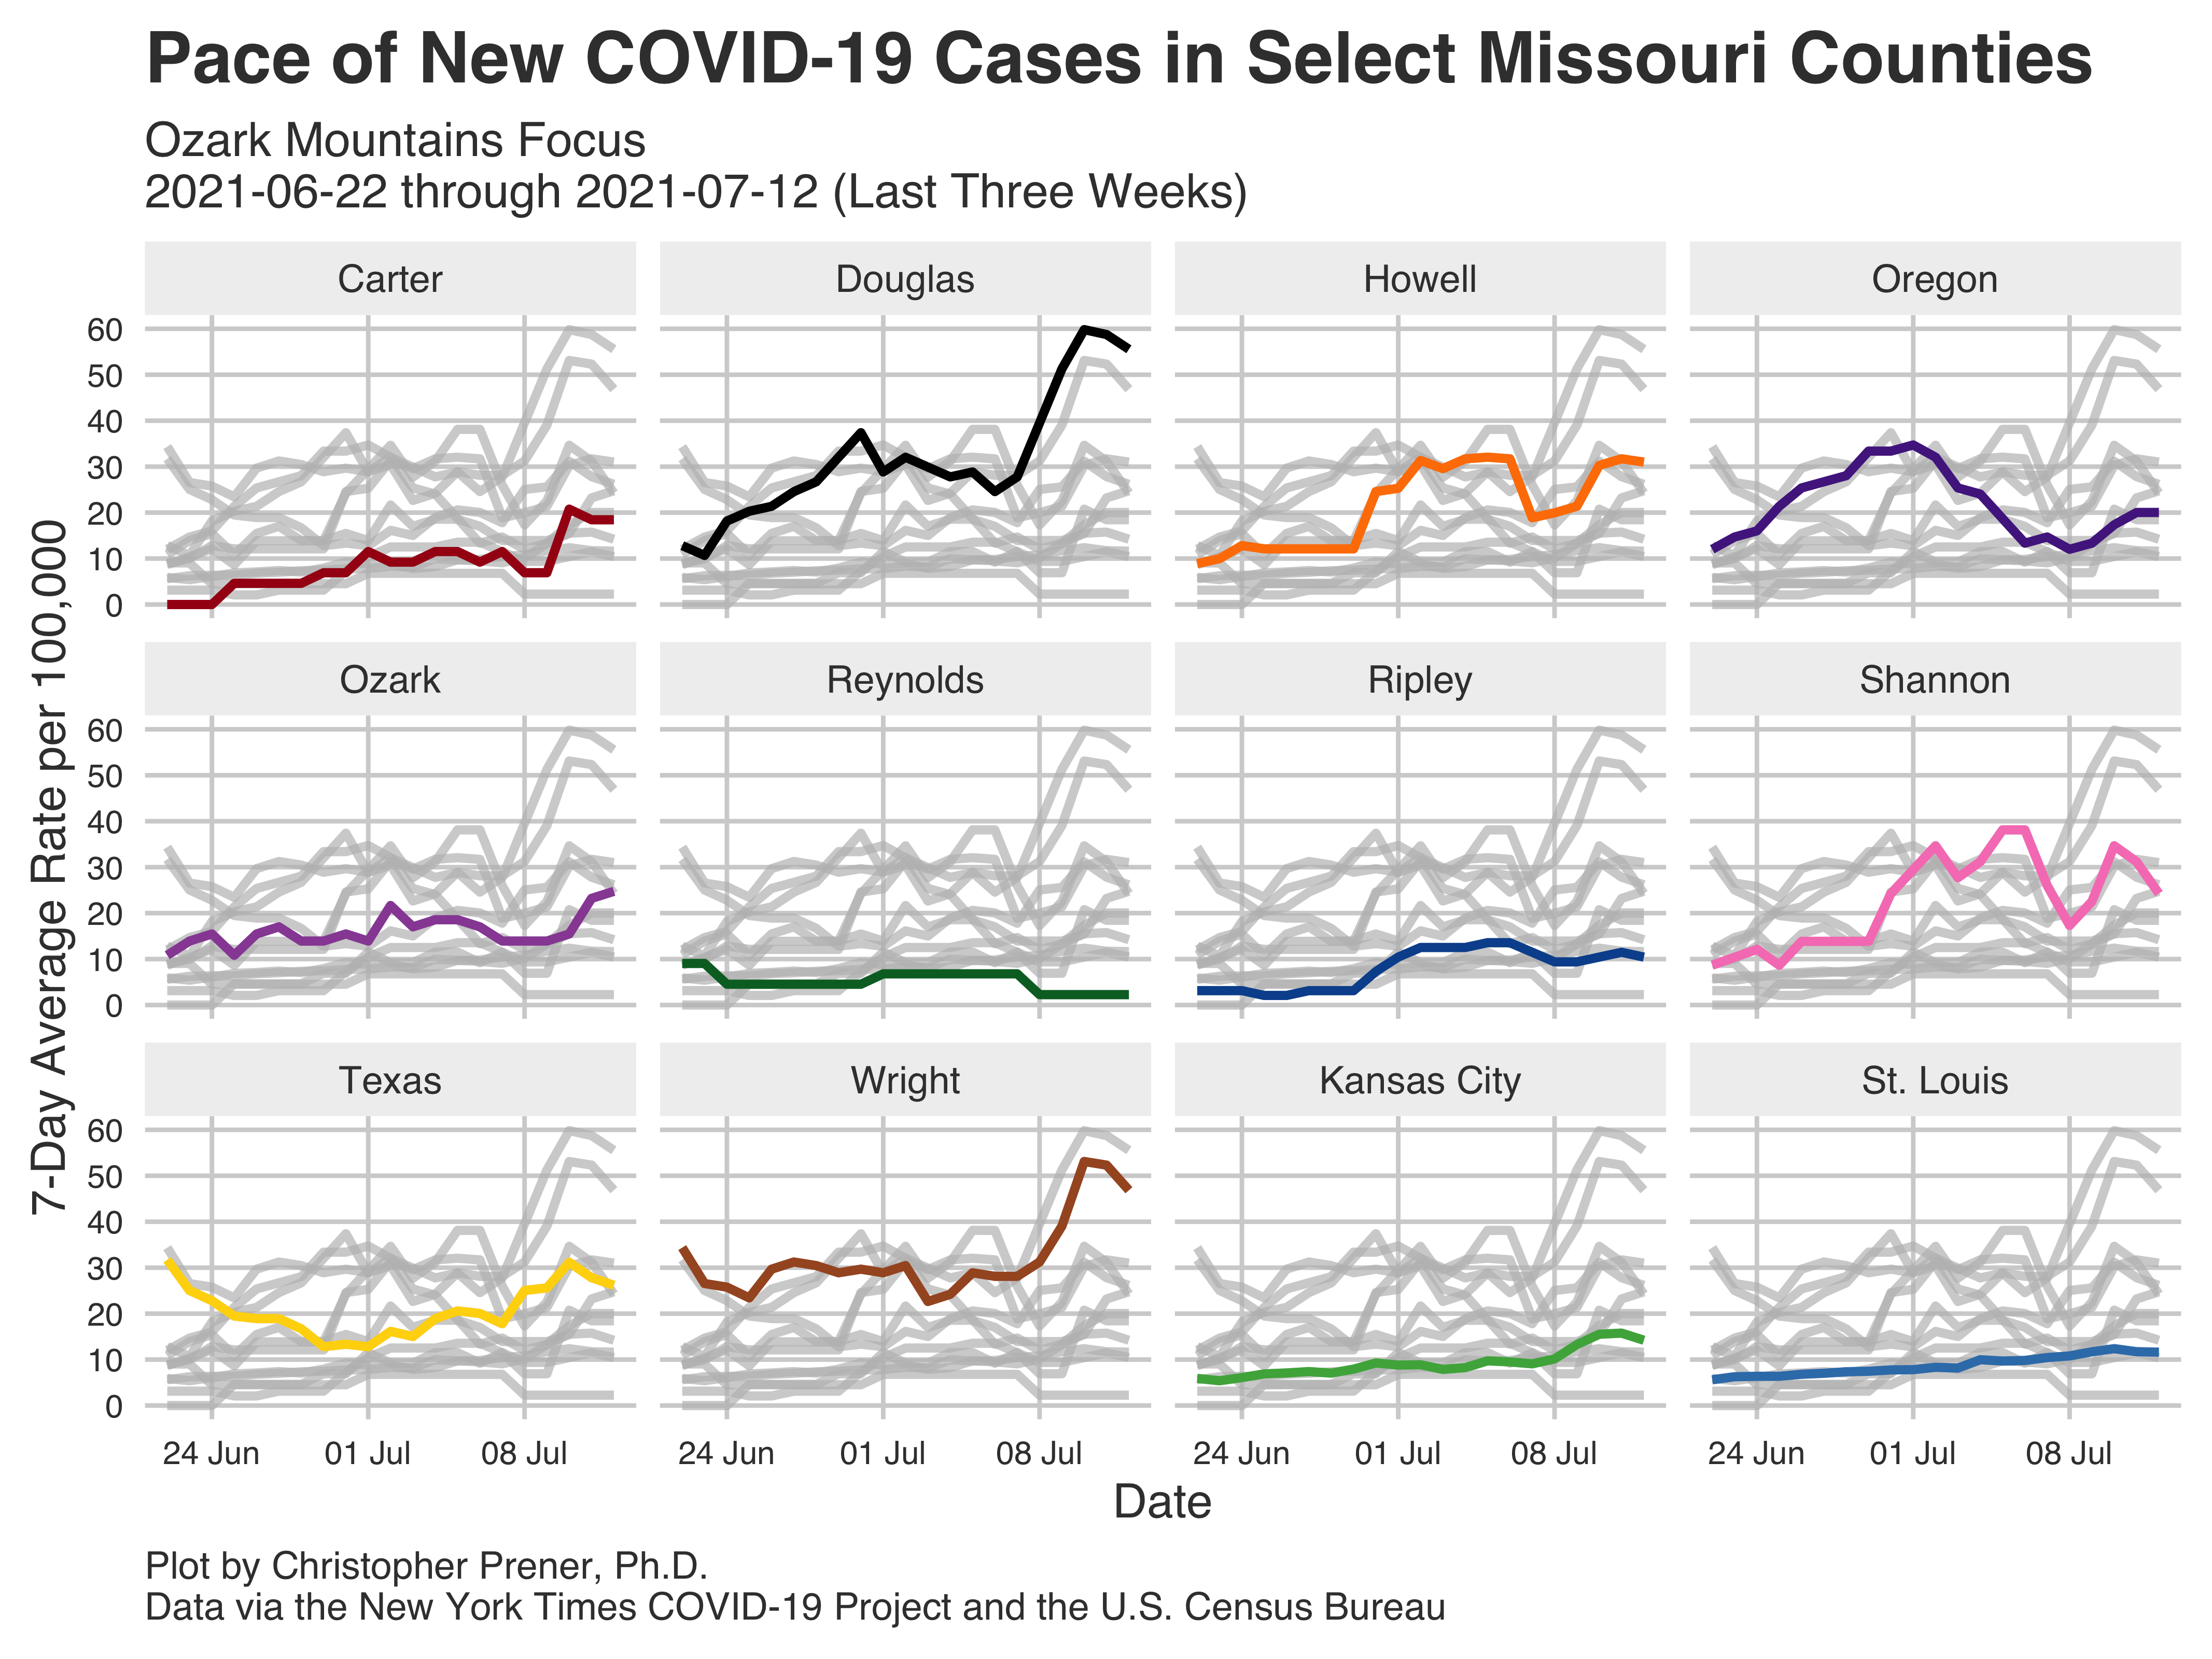 Pace of New COVID-19 Cases in Select Missouri Counties
Ozark Mountains Focus
2021-06-22 through 2021-07-12 (Last Three Weeks)
7-Day Average Rate per 100,000
Carter
Douglas
Howell
Oregon
60
50
40
30
20
10
0
Ozark
Reynolds
Ripley
Shannon
60
50
40
30
20
10
0
Texas
Wright
Kansas City
St. Louis
60
50
40
30
20
10
0
24 Jun 01 Jul 08 Jul
24 Jun 01 Jul 08 Jul
24 Jun 01 Jul 08 Jul
24 Jun 01 Jul 08 Jul
Date
Plot by Christopher Prener, Ph.D.
Data via the New York Times COVID-19 Project and the U.S. Census Bureau